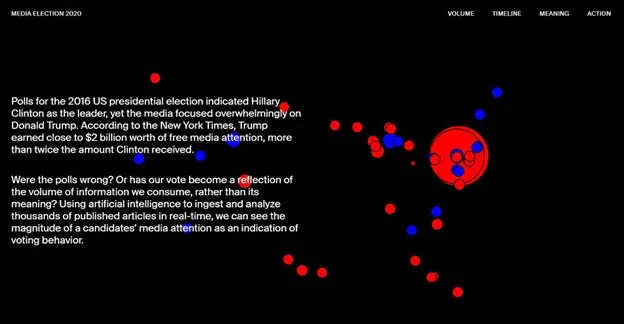 MEDIA ELECTION 2020
VOLUME TIMELINE MEANING ACTION
Polls for the 2016 US presidential election indicated Hillary
Clinton as the leader, yet the media focused overwhelmingly on
Donald Trump. According to the New York Times, Trump
earned close to $2 billion worth of free media attention, more
than twice the amount Clinton received.
Were the polls wrong? Or has our vote become a reflection of
the volume of information we consume, rather than its
meaning? Using artificial intelligence to ingest and analyze
thousands of published articles in real-time, we can see the
magnitude of a candidates' media attention as an indication of
voting behavior.